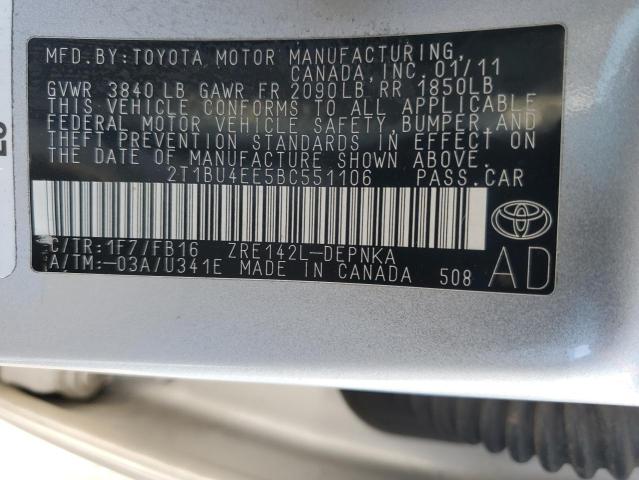 MFD.BY:TOYOTA MOTOR MANUFACTURING,
CANADA, INC. 01/11
GVWR 3840 LB GAWR FR 2090LB, RR 1850LB
THIS VEHICLE CONFORMS TO ALL APPLICABLE
FEDERAL MOTOR VEHICLE SAFETY, BUMPER, AND
THEFT PREVENTION STANDARDS IN EFFECT ON
THE DATE OF MANUFACTURE SHOWN ABOVE.
2T1BU4EE5BC551106 PASS.CAR
C/TR:1F7/FB16 ZRE142L-DEPNKA
A/TM:-03A/U341E MADE IN CANADA 508
AD